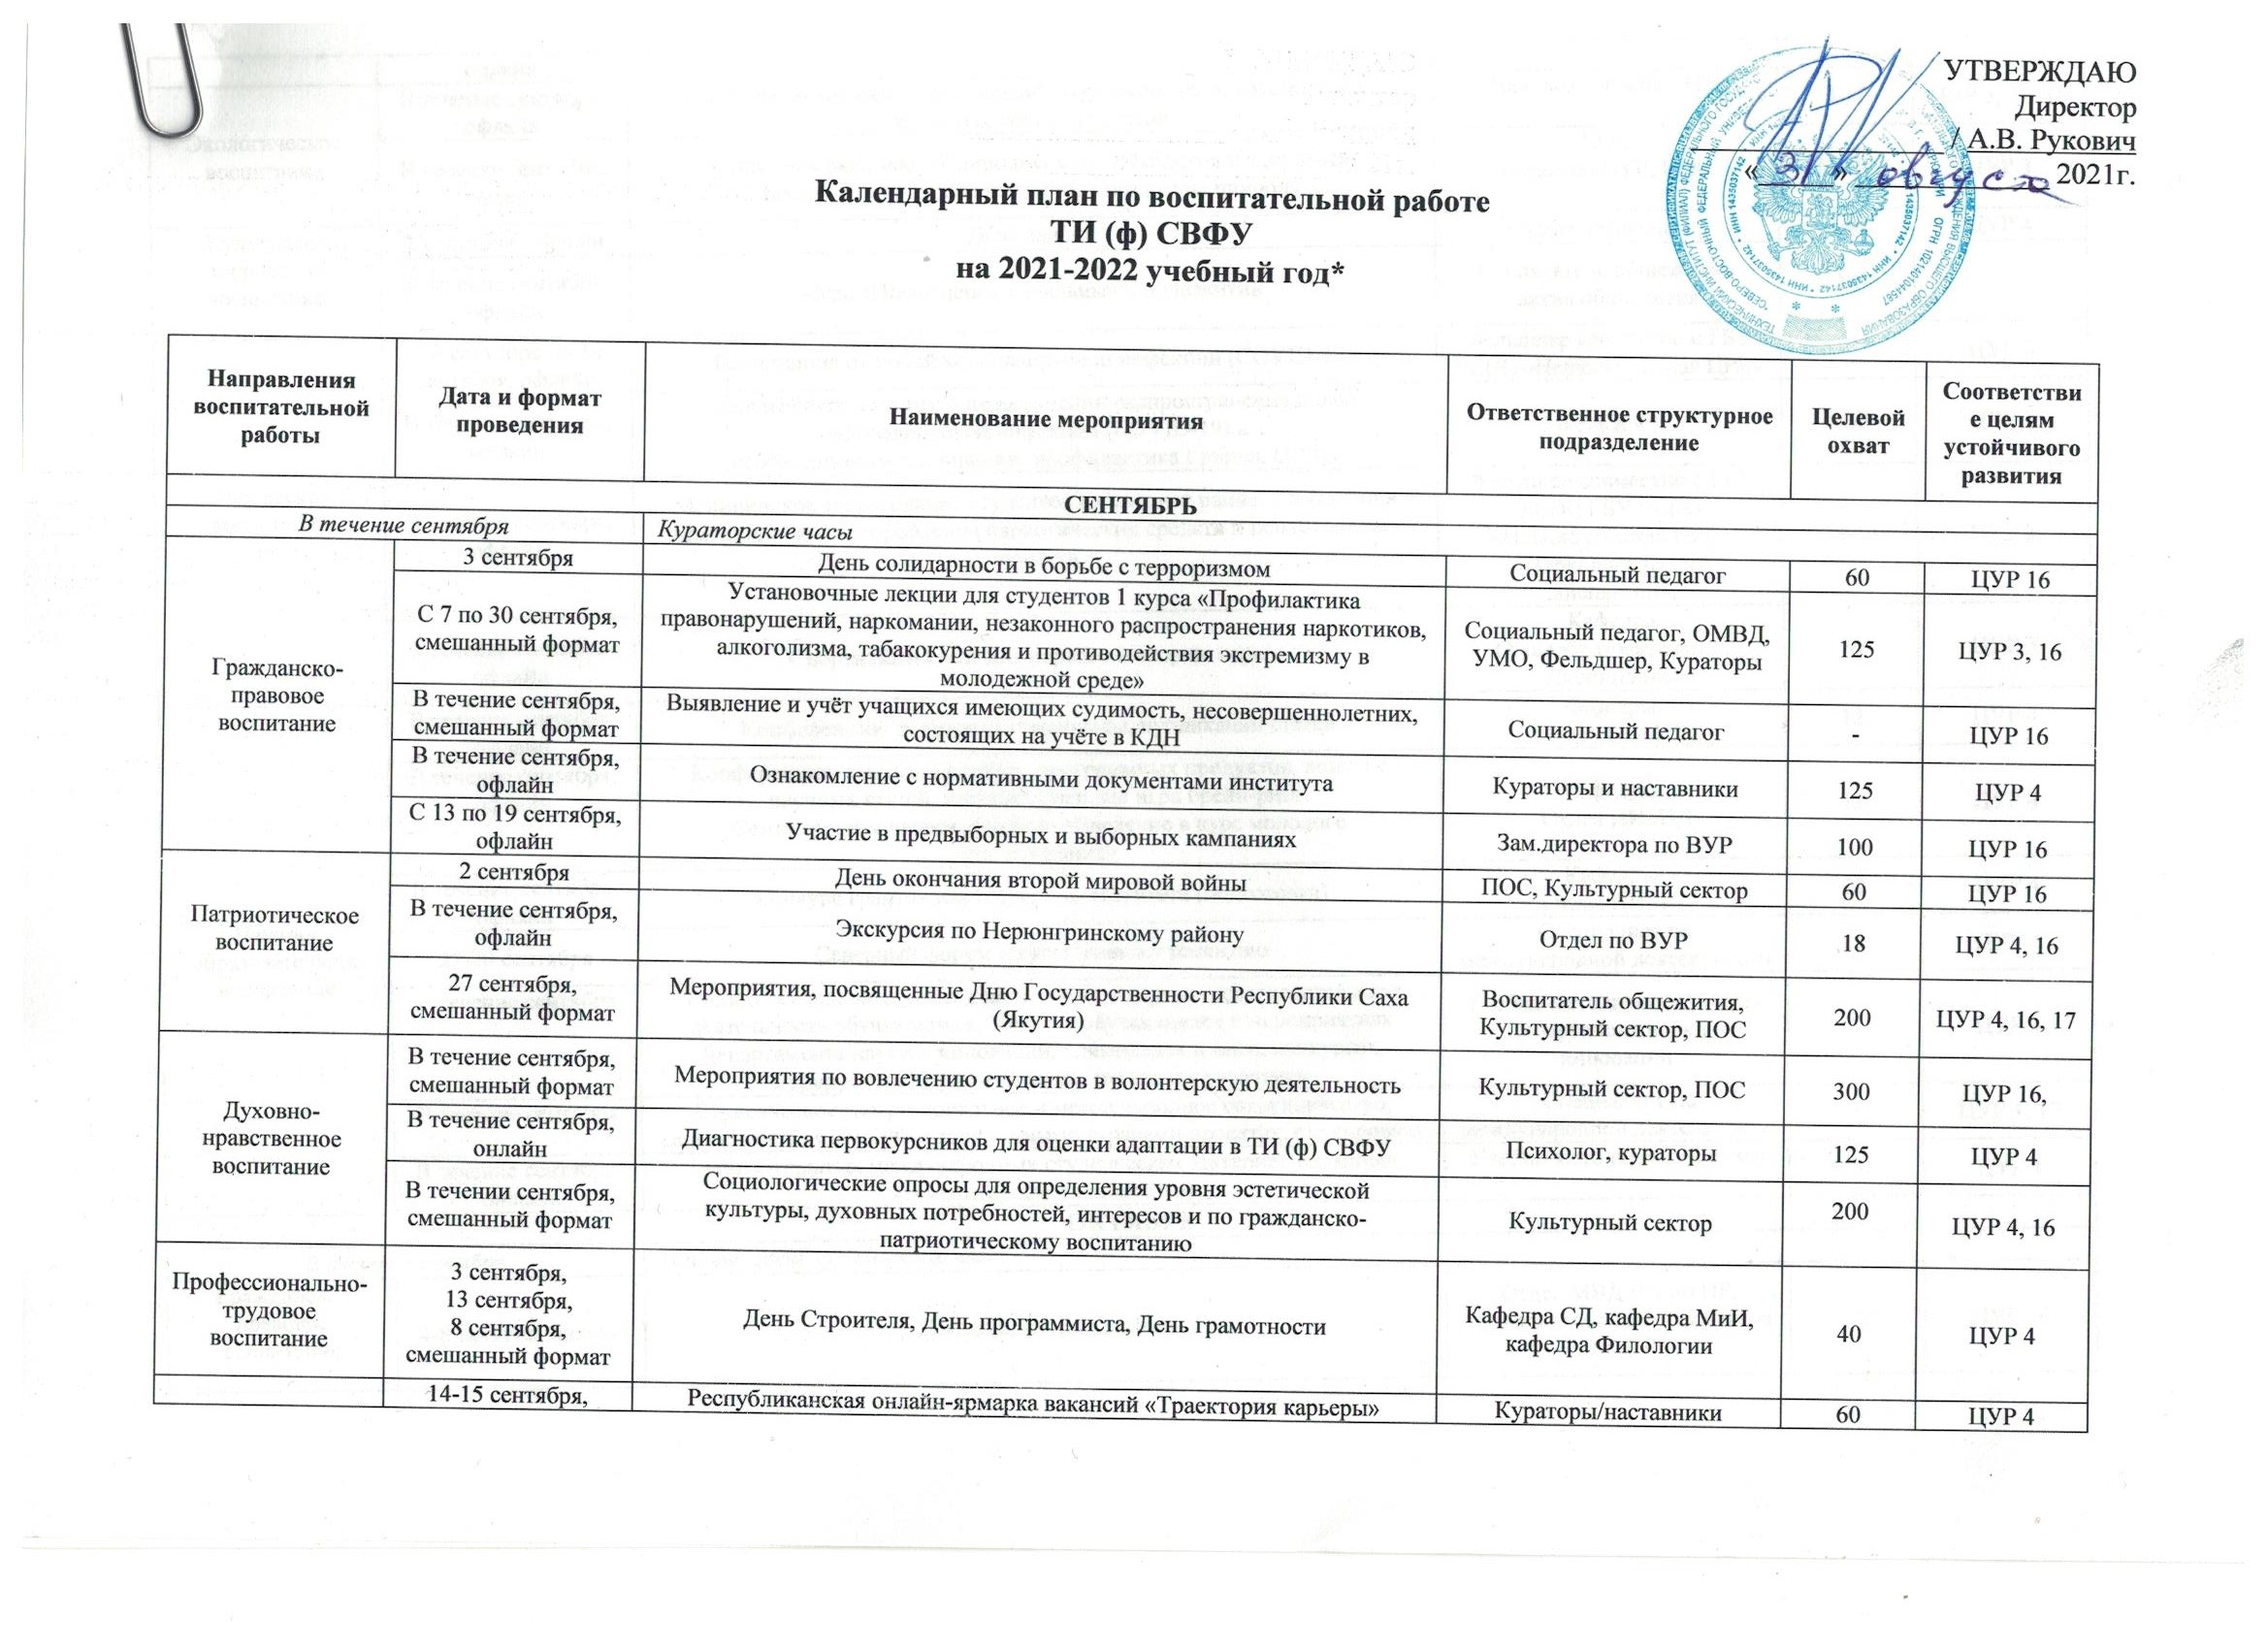 УТВЕРЖДАЮ
Директор
/ А.В. Рукович
«31» август 2021г.
Календарный план по воспитательной работе
ТИ (ф) СВФУ
на 2021-2022 учебный год*
Направления
воспитательной
работы
Дата и формат
проведения
Наименование мероприятия
Ответственное структурное
подразделение
Целевой
охват
Соответстви
е целям
устойчивого
развития
СЕНТЯБРЬ
В течение сентября
Кураторские часы
Гражданско-
правовое
воспитание
3 сентября
День солидарности в борьбе с терроризмом
Социальный педагог
60
ЦУР 16
С 7 по 30 сентября,
смешанный формат
Установочные лекции для студентов 1 курса «Профилактика
правонарушений, наркомании, незаконного распространения наркотиков,
алкоголизма, табакокурения и противодействия экстремизму в
молодежной среде»
Социальный педагог, ОМВД,
УМО, Фельдшер, Кураторы
125
ЦУР 3, 16
В течение сентября,
смешанный формат
Выявление и учёт учащихся имеющих судимость, несовершеннолетних,
состоящих на учёте в КДН
Социальный педагог
-
ЦУР 16
В течение сентября,
офлайн
Ознакомление с нормативными документами института
Кураторы и наставники
125
ЦУР 4
С 13 по 19 сентября,
офлайн
Участие в предвыборных и выборных кампаниях
Зам.директора по ВУР
100
ЦУР 16
Патриотическое
воспитание
2 сентября
День окончания второй мировой войны
ПОС, Культурный сектор
60
ЦУР 16
В течение сентября,
офлайн
Экскурсия по Нерюнгринскому району
Отдел по ВУР
18
ЦУР 4, 16
27 сентября,
смешанный формат
Мероприятия, посвященные Дню Государственности Республики Саха
(Якутия)
Воспитатель общежития,
Культурный сектор, ПОС
200
ЦУР 4, 16, 17
Духовно-
нравственное
воспитание
В течение сентября,
смешанный формат
Мероприятия по вовлечению студентов в волонтерскую деятельность
Культурный сектор, ПОС
300
ЦУР 16,
В течение сентября,
онлайн
Диагностика первокурсников для оценки адаптации в ТИ (ф) СВФУ
Психолог, кураторы
125
ЦУР 4
В течении сентября,
смешанный формат
Социологические опросы для определения уровня эстетической
культуры, духовных потребностей, интересов и по гражданско-
патриотическому воспитанию
Культурный сектор
200
ЦУР 4, 16
Профессионально-
трудовое
воспитание
3 сентября,
13 сентября,
8 сентября,
смешанный формат
День Строителя, День программиста, День грамотности
Кафедра СД, кафедра МиИ,
кафедра Филологии
40
ЦУР 4
14-15 сентября,
Республиканская онлайн-ярмарка вакансий «Траектория карьеры»
Кураторы/наставники
60
ЦУР 4